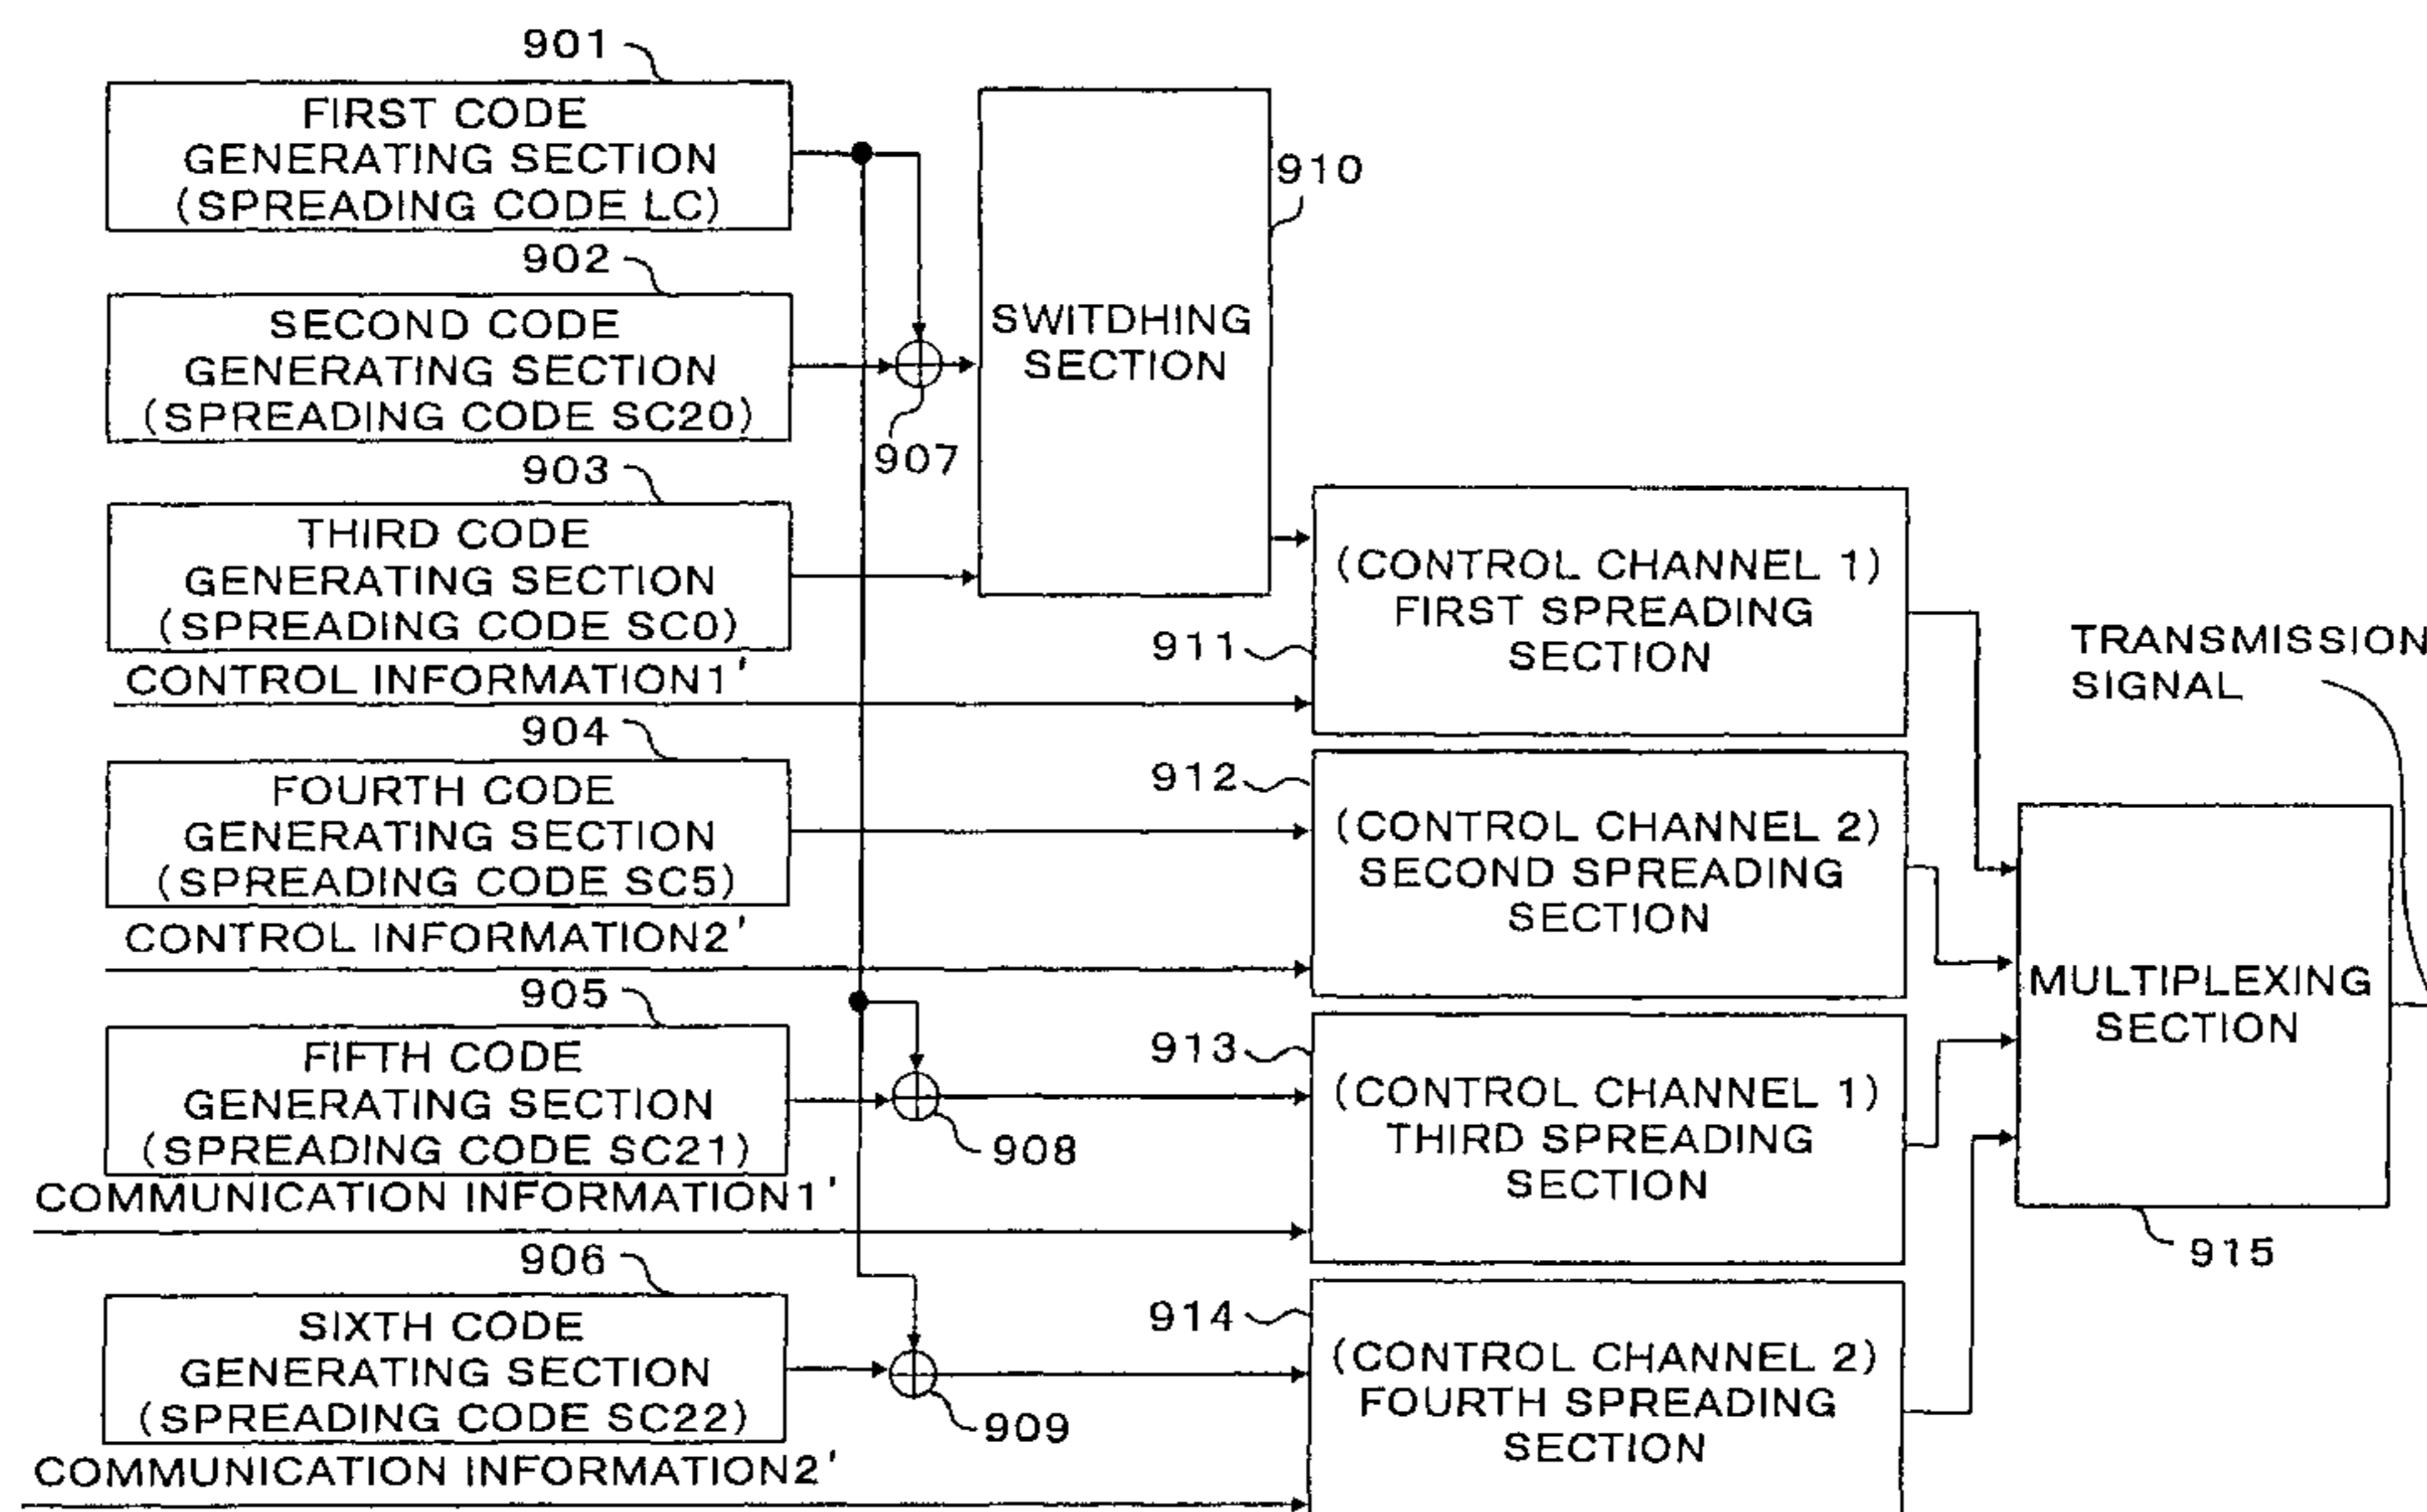 901
FIRST CODE
GENERATING SECTION
(SPREADING CODE LC)
902
SECOND CODE
GENERATING SECTION
(SPREADING CODE SC20)
907
903
THIRD CODE
GENERATING SECTION
(SPREADING CODE SC0)
CONTROL INFORMATION1'
904
FOURTH CODE
GENERATING SECTION
(SPREADING CODE SC5)
CONTROL INFORMATION2'
905
FIFTH CODE
GENERATING SECTION
(SPREADING CODE SC21)
908
COMMUNICATION INFORMATION1'
906
SIXTH CODE
GENERATING SECTION
(SPREADING CODE SC22)
909
COMMUNICATION INFORMATION2'
SWITDHING
SECTION
910
(CONTROL CHANNEL 1)
FIRST SPREADING
SECTION
911
912
(CONTROL CHANNEL 2)
SECOND SPREADING
SECTION
913
(CONTROL CHANNEL 1)
THIRD SPREADING
SECTION
914
(CONTROL CHANNEL 2)
FOURTH SPREADING
SECTION
TRANSMISSION
SIGNAL
MULTIPLEXING
SECTION
915